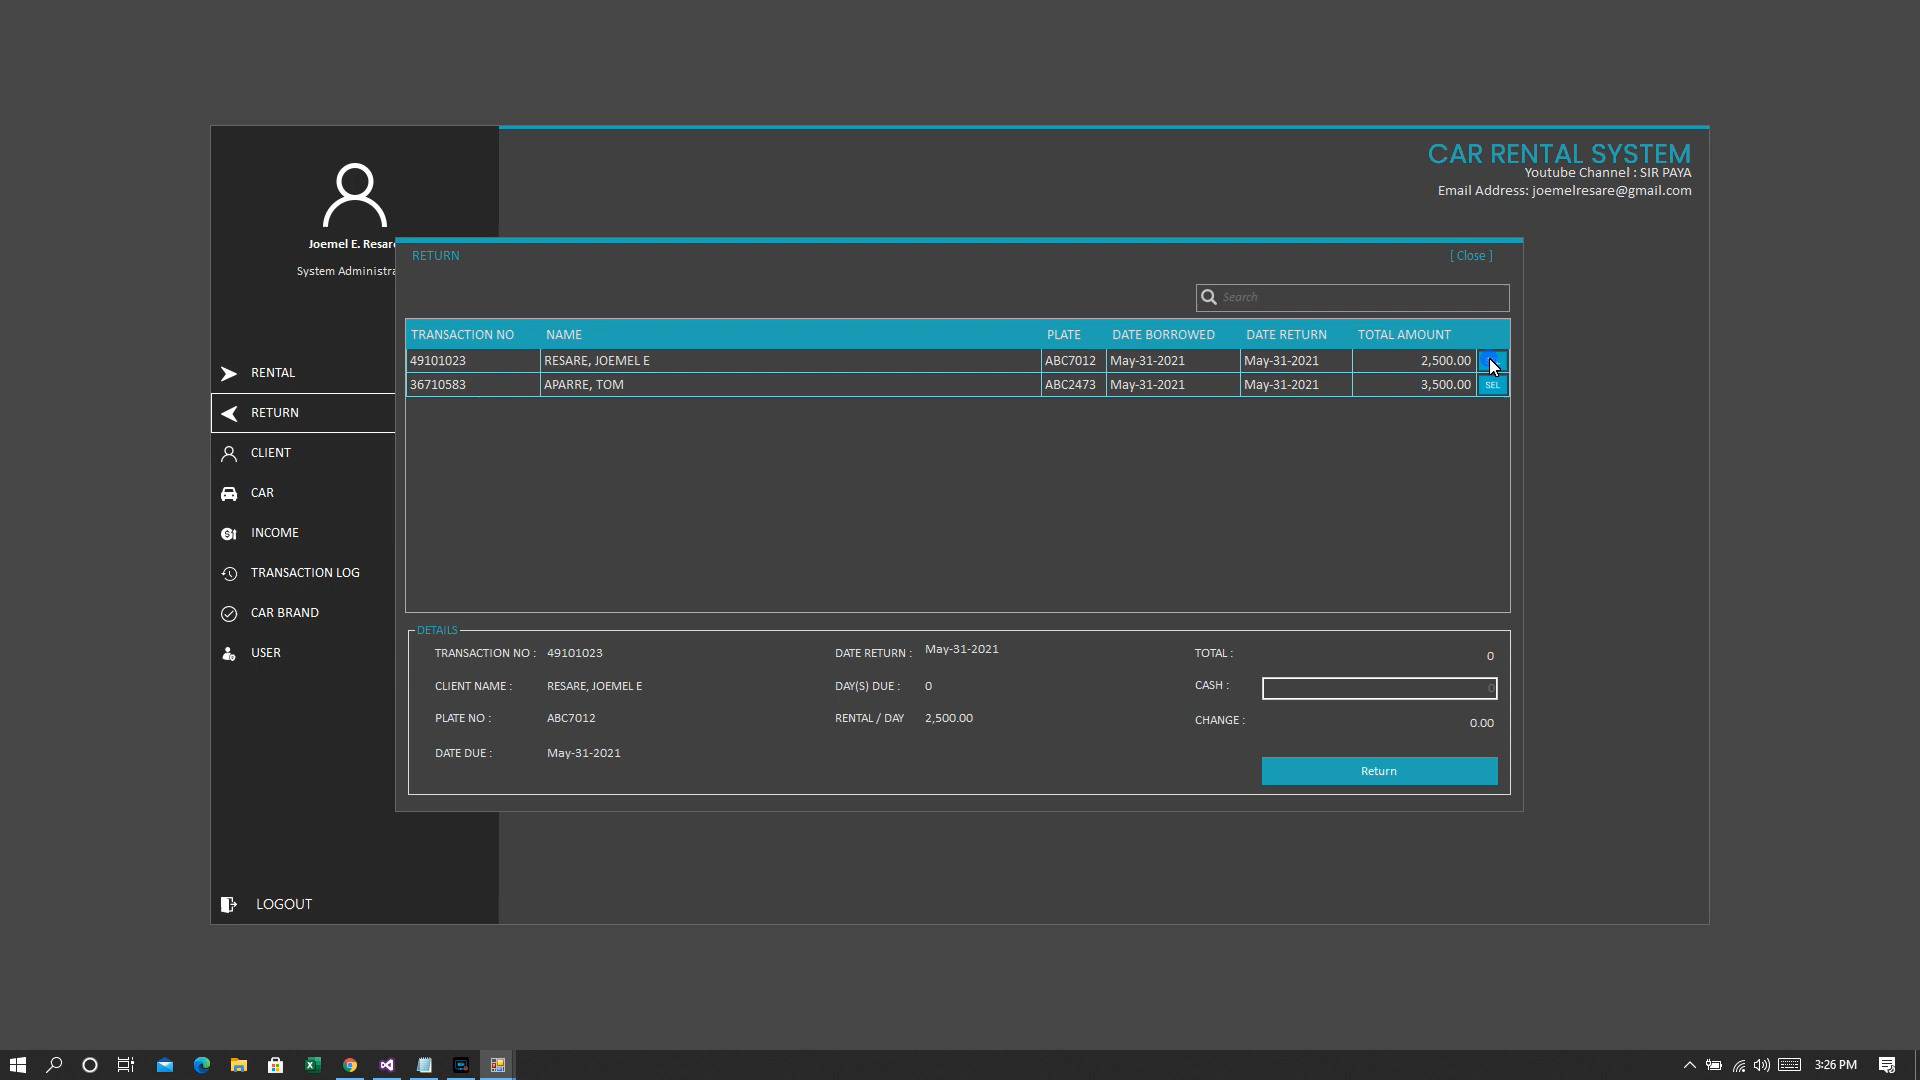 CAR RENTAL SYSTEM
Youtube Channel : SIR PAYA
Email Address: joemelresare@gmail.com
Joemel E. Resare
System Administra
RENTAL
RETURN
CLIENT
CAR
INCOME
TRANSACTION LOG
CAR BRAND
USER
LOGOUT
RETURN [ Close ]
Search
TRANSACTION NO NAME PLATE DATE BORROWED DATE RETURN TOTAL AMOUNT
49101023 RESARE, JOEMEL E ABC7012 May-31-2021 May-31-2021 2,500.00
36710583 APARRE, TOM ABC2473 May-31-2021 May-31-2021 3,500.00 SEL
DETAILS
TRANSACTION NO : 49101023
CLIENT NAME : RESARE, JOEMEL E
PLATE NO : ABC7012
DATE DUE : May-31-2021
DATE RETURN : May-31-2021
DAY(S) DUE : 0
RENTAL / DAY 2,500.00
TOTAL : 0
CASH : 0
CHANGE : 0.00
Return
3:26 PM